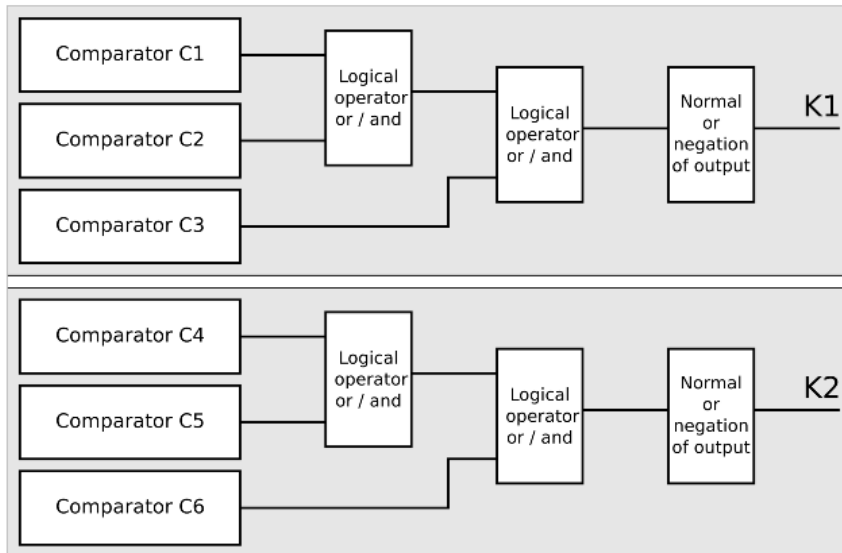 Comparator C1
Comparator C2
Comparator C3
Logical
operator
or / and
Logical
operator
or / and
Normal
or
negation
of output
K1
Comparator C4
Comparator C5
Comparator C6
Logical
operator
or / and
Logical
operator
or / and
Normal
or
negation
of output
K2